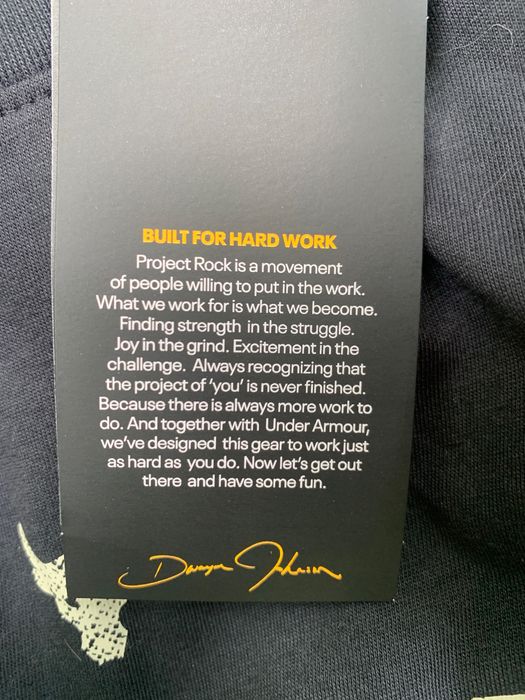 BUILT FOR HARD WORK
Project Rock is a movement
of people willing to put in the work.
What we work for is what we become.
Finding strength in the struggle.
Joy in the grind. Excitement in the
challenge. Always recognizing that
the project of 'you' is never finished.
Because there is always more work to
do. And together with Under Armour,
we've designed this gear to work just
as hard as you do. Now let's get out
there and have some fun.
Dwayne Johnson